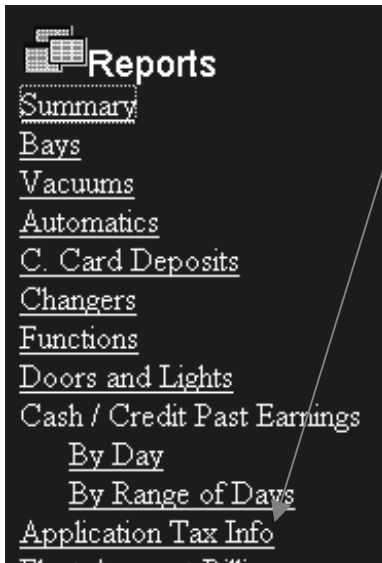 Reports
Summary
Bays
Vacuums
Automatics
C. Card Deposits
Changers
Functions
Doors and Lights
Cash / Credit Past Earnings
By Day
By Range of Days
Application Tax Info